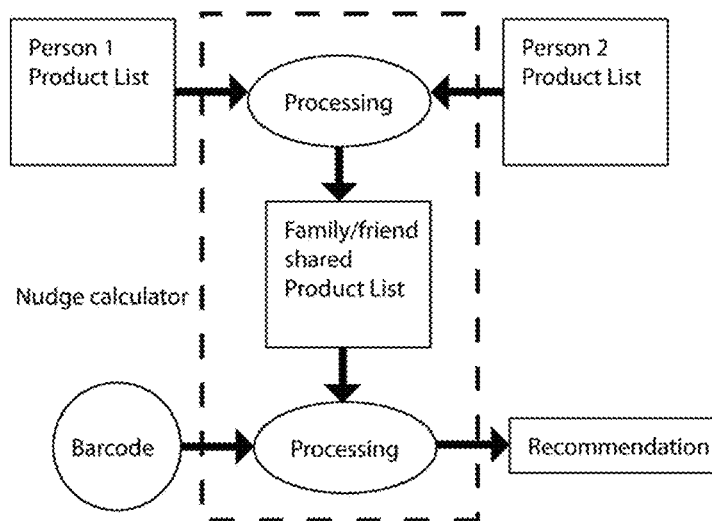 Person 1
Product List
Processing
Person 2
Product List
Family/friend
shared
Product List
Nudge calculator
Barcode
Processing
Recommendation